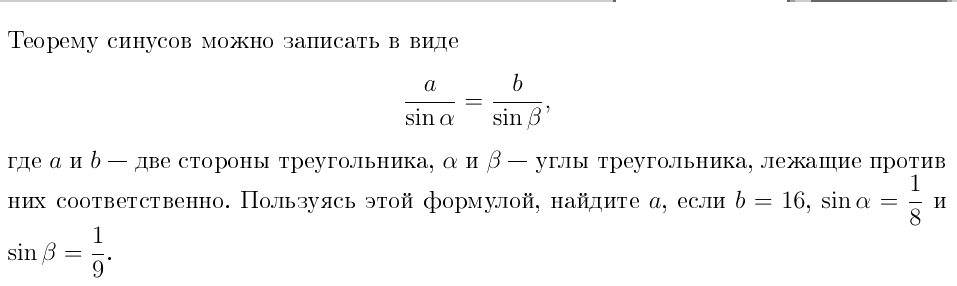 Теорему синусов можно записать в виде
a/sin α = b/sin β,
где a и b — две стороны треугольника, α и β — углы треугольника, лежащие против
них соответственно. Пользуясь этой формулой, найдите a, если b = 16, sin α = 1/8 и
sin β = 1/9.